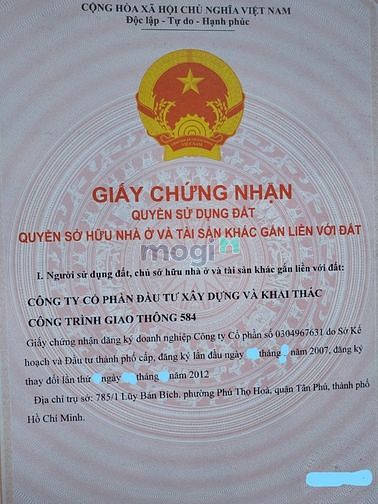 CỘNG HÒA XÃ HỘI CHỦ NGHĨA VIỆT NAM
Độc lập - Tự do - Hạnh phúc
VIỆT NAM
GIẤY CHỨNG NHẬN
QUYỀN SỬ DỤNG ĐẤT
QUYỀN SỞ HỮU NHÀ Ở VÀ TÀI SẢN KHÁC GẮN LIỀN VỚI ĐẤT
mogi
I. Người sử dụng đất, chủ sở hữu nhà ở và tài sản khác gắn liền với đất:
CÔNG TY CỔ PHẦN ĐẦU TƯ XÂY DỰNG VÀ KHAI THÁC
CÔNG TRÌNH GIAO THÔNG 584
Giấy chứng nhận đăng ký doanh nghiệp Công ty Cổ phần số 0304967631 do Sở Kế
hoạch và Đầu tư thành phố cấp, đăng ký lần đầu ngày tháng năm 2007, đăng ký
thay đổi lần thứ ngày tháng năm 2012
Địa chỉ trụ sở: 785/1 Lũy Bán Bích, phường Phú Thọ Hoà, quận Tân Phú, thành phố
Hồ Chí Minh.